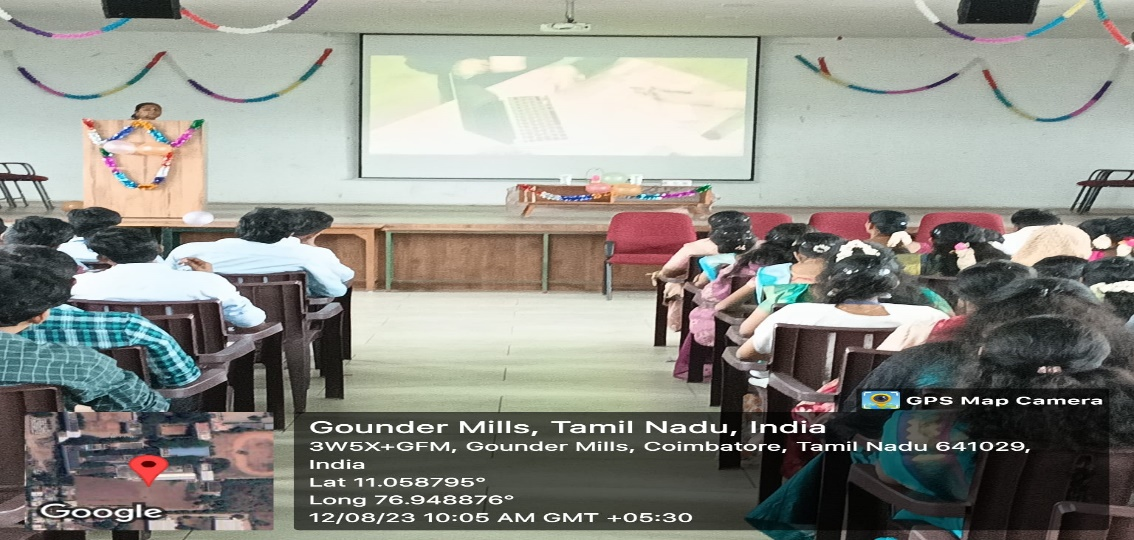 GPS Map Camera
Gounder Mills, Tamil Nadu, India
3W5X+GFM, Gounder Mills, Coimbatore, Tamil Nadu 641029,
India
Lat 11.058795°
Long 76.948876°
12/08/23 10:05 AM GMT +05:30
Google